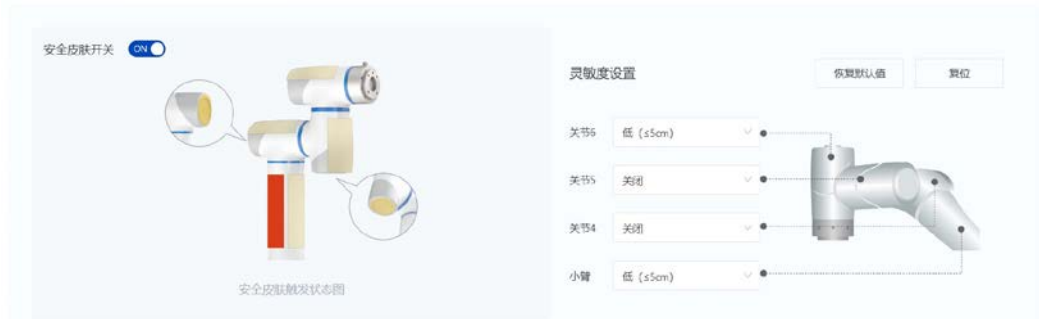 安全皮肤开关 ON
灵敏度设置 恢复默认值 复位
关节6 低 (≤5cm)
关节5 关闭
关节4 关闭
小臂 低 (≤5cm)
安全皮肤触发状态图